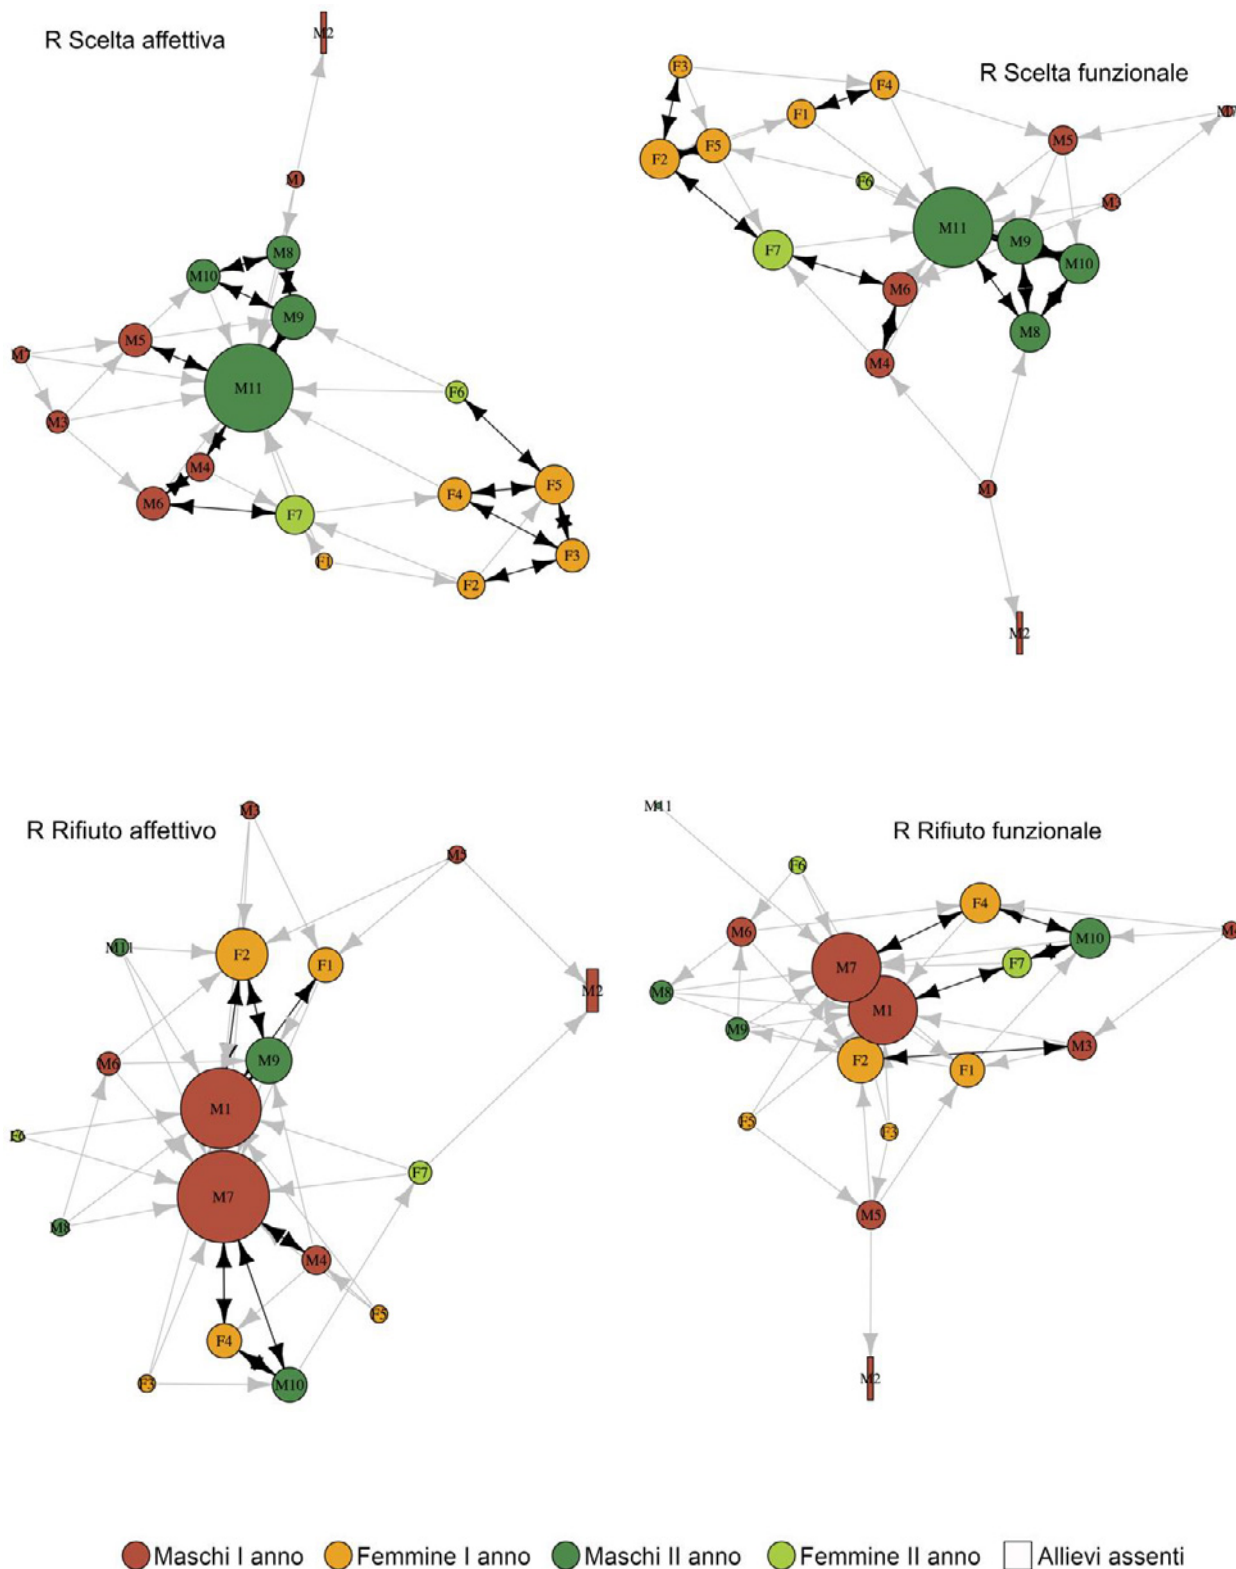 R Scelta affettiva
M2
M1
M8
M10
M9
M5
M7
M11
M3
F6
M4
M6
F4
F5
F7
F1
F2
F3
R Scelta funzionale
F3
F4
F1
M7
M5
F5
F2
F6
M3
M11
M9
F7
M10
M6
M8
M4
M1
M2
R Rifiuto affettivo
M3
M5
M11
F2
F1
M2
M9
M6
M1
F6
F7
M7
M8
M4
F5
F4
F3
M10
R Rifiuto funzionale
M11
F6
F4
M6
M4
M10
F7
M7
M8
M1
M9
M3
F2
F1
F5
F3
M5
M2
Maschi I anno Femmine I anno Maschi II anno Femmine II anno Allievi assenti